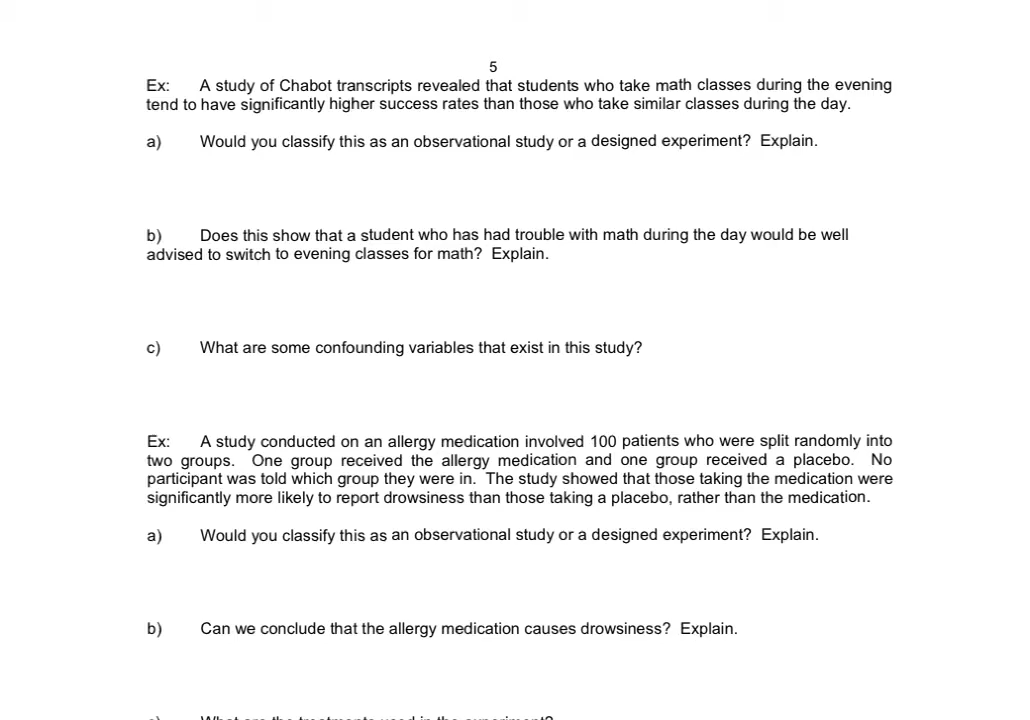 5
Ex: A study of Chabot transcripts revealed that students who take math classes during the evening
tend to have significantly higher success rates than those who take similar classes during the day.
a) Would you classify this as an observational study or a designed experiment? Explain.
b) Does this show that a student who has had trouble with math during the day would be well
advised to switch to evening classes for math? Explain.
c) What are some confounding variables that exist in this study?
Ex: A study conducted on an allergy medication involved 100 patients who were split randomly into
two groups. One group received the allergy medication and one group received a placebo. No
participant was told which group they were in. The study showed that those taking the medication were
significantly more likely to report drowsiness than those taking a placebo, rather than the medication.
a) Would you classify this as an observational study or a designed experiment? Explain.
b) Can we conclude that the allergy medication causes drowsiness? Explain.
c) What are the treatments used in the experiment?